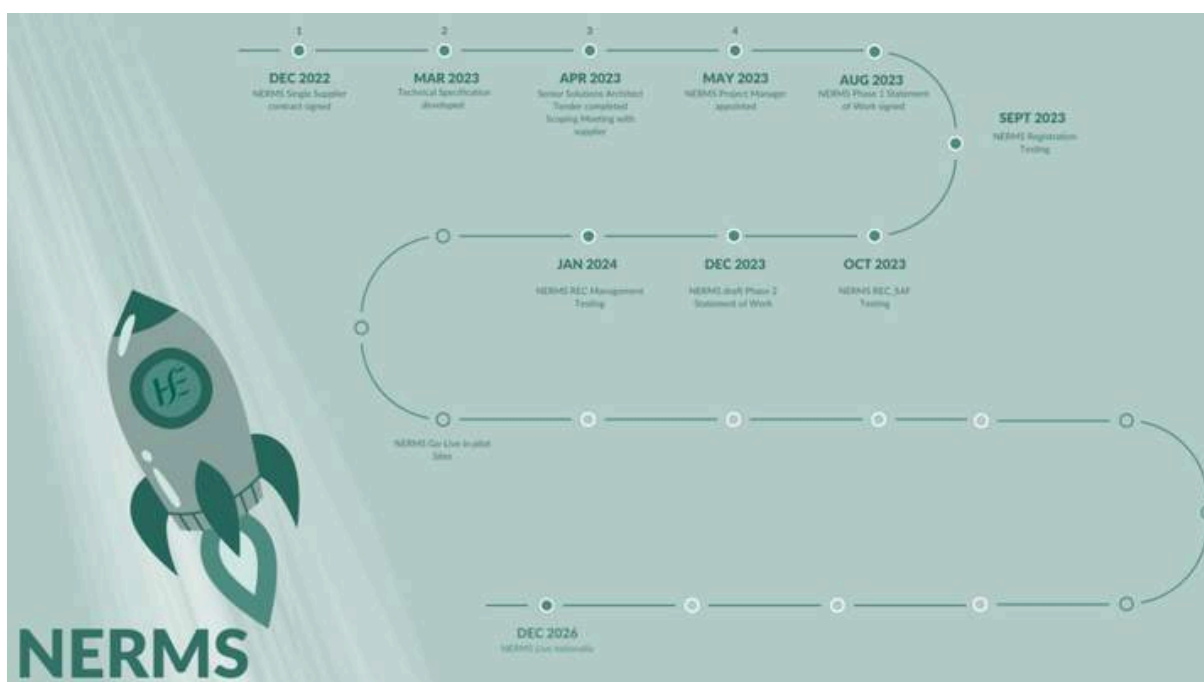 1
2
3
4
DEC 2022
NERMS Single Supplier
contract signed
MAR 2023
Technical Specification
developed
APR 2023
Senior Solutions Architect
Tender completed
Scoping Meeting with
supplier
MAY 2023
NERMS Project Manager
appointed
AUG 2023
NERMS Phase 1 Statement
of Work signed
SEPT 2023
NERMS Registration
Testing
JAN 2024
NERMS REC Management
Testing
DEC 2023
NERMS draft Phase 2
Statement of Work
OCT 2023
NERMS REC_SAF
Testing
HSE
NERMS Go Live in pilot
Sites
DEC 2026
NERMS Live nationally
NERMS